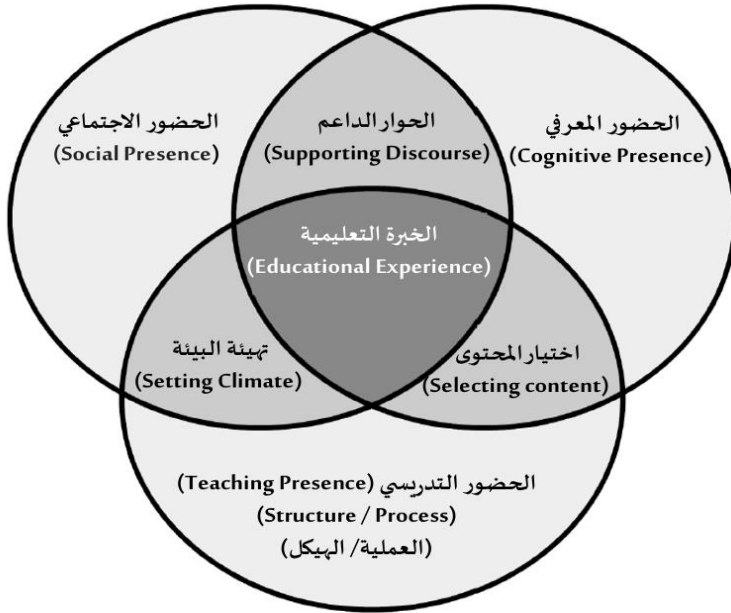 الحضور الاجتماعي
(Social Presence)
الحوار الداعم
(Supporting Discourse)
الحضور المعرفي
(Cognitive Presence)
الخبرة التعليمية
(Educational Experience)
تهيئة البيئة
(Setting Climate)
اختيار المحتوى
(Selecting content)
الحضور التدريسي (Teaching Presence)
(Structure / Process)
(العملية/ الهيكل)